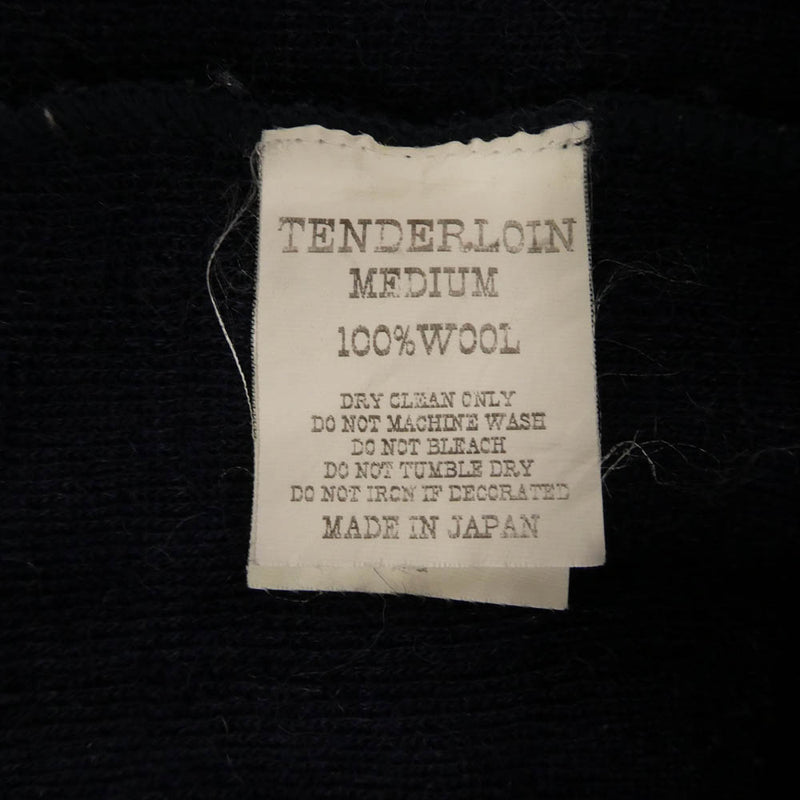 TENDERLOIN
MEDIUM
100%WOOL
DRY CLEAN ONLY
DO NOT MACHINE WASH
DO NOT BLEACH
DO NOT TUMBLE DRY
DO NOT IRON IF DECORATED
MADE IN JAPAN